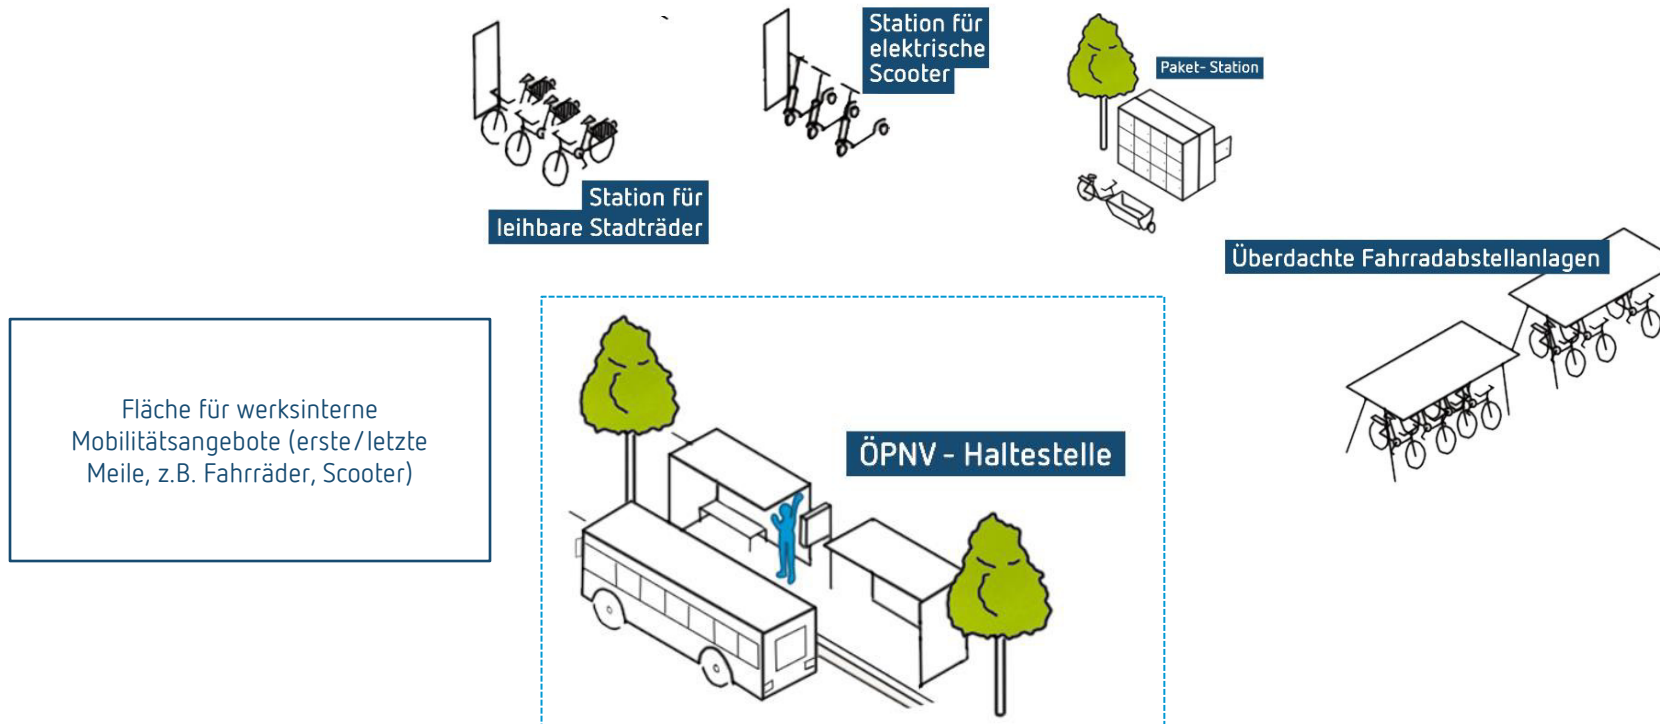 Station für
elektrische
Scooter
Paket- Station
Station für
leihbare Stadträder
Überdachte Fahrradabstellanlagen
Fläche für werksinterne
Mobilitätsangebote (erste/letzte
Meile, z.B. Fahrräder, Scooter)
ÖPNV - Haltestelle